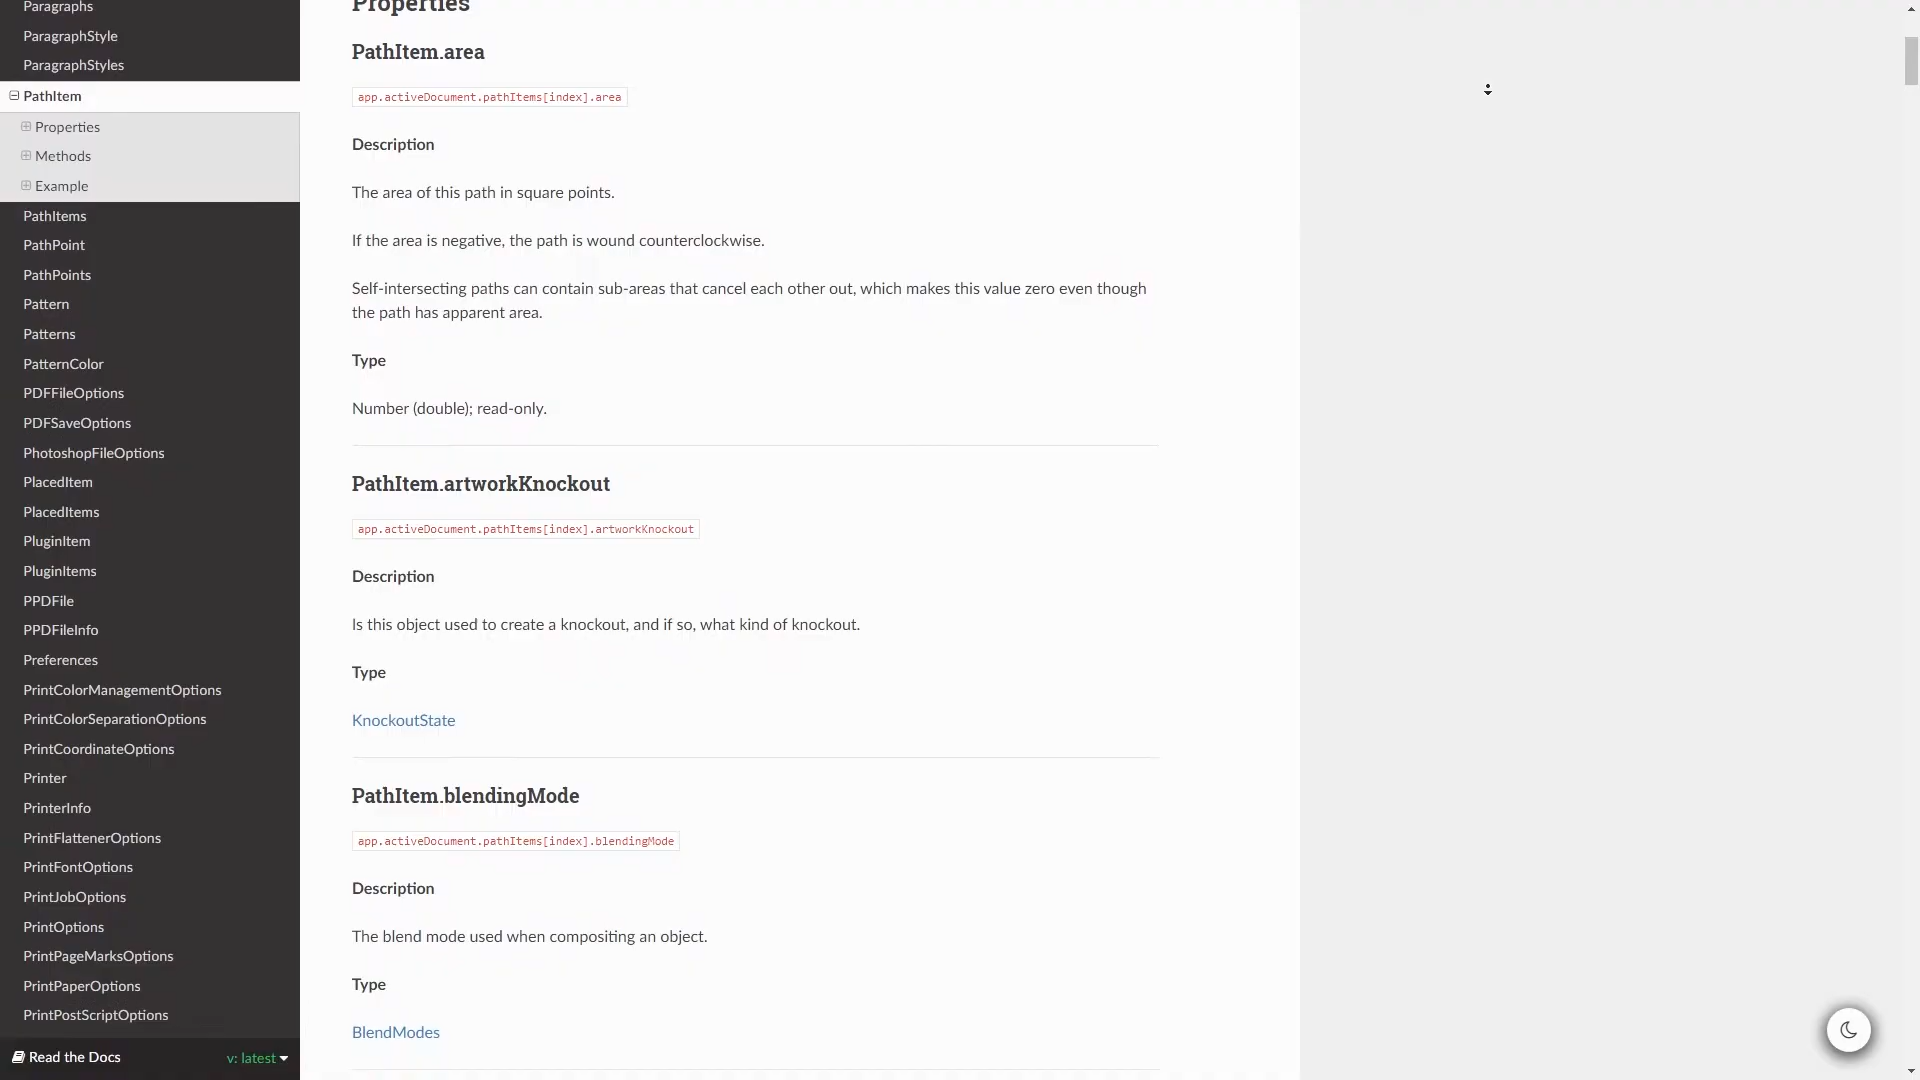 Paragraphs
ParagraphStyle
ParagraphStyles
PathItem
Properties
Methods
Example
PathItems
PathPoint
PathPoints
Pattern
Patterns
PatternColor
PDFFileOptions
PDFSaveOptions
PhotoshopFileOptions
PlacedItem
PlacedItems
PluginItem
PluginItems
PPDFile
PPDFileInfo
Preferences
PrintColorManagementOptions
PrintColorSeparationOptions
PrintCoordinateOptions
Printer
PrinterInfo
PrintFlattenerOptions
PrintFontOptions
PrintJobOptions
PrintOptions
PrintPageMarksOptions
PrintPaperOptions
PrintPostScriptOptions
Read the Docs
v: latest
Properties
PathItem.area
app.activeDocument.pathItems[index].area
Description
The area of this path in square points.
If the area is negative, the path is wound counterclockwise.
Self-intersecting paths can contain sub-areas that cancel each other out, which makes this value zero even though
the path has apparent area.
Type
Number (double); read-only.
PathItem.artworkKnockout
app.activeDocument.pathItems[index].artworkKnockout
Description
Is this object used to create a knockout, and if so, what kind of knockout.
Type
KnockoutState
PathItem.blendingMode
app.activeDocument.pathItems[index].blendingMode
Description
The blend mode used when compositing an object.
Type
BlendModes